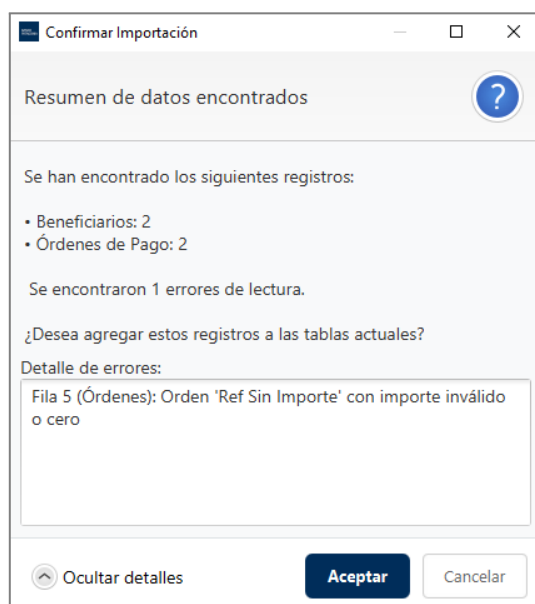 Confirmar Importación
Resumen de datos encontrados
?
Se han encontrado los siguientes registros:
• Beneficiarios: 2
• Órdenes de Pago: 2
Se encontraron 1 errores de lectura.
¿Desea agregar estos registros a las tablas actuales?
Detalle de errores:
Fila 5 (Órdenes): Orden 'Ref Sin Importe' con importe inválido
o cero
Ocultar detalles
Aceptar
Cancelar